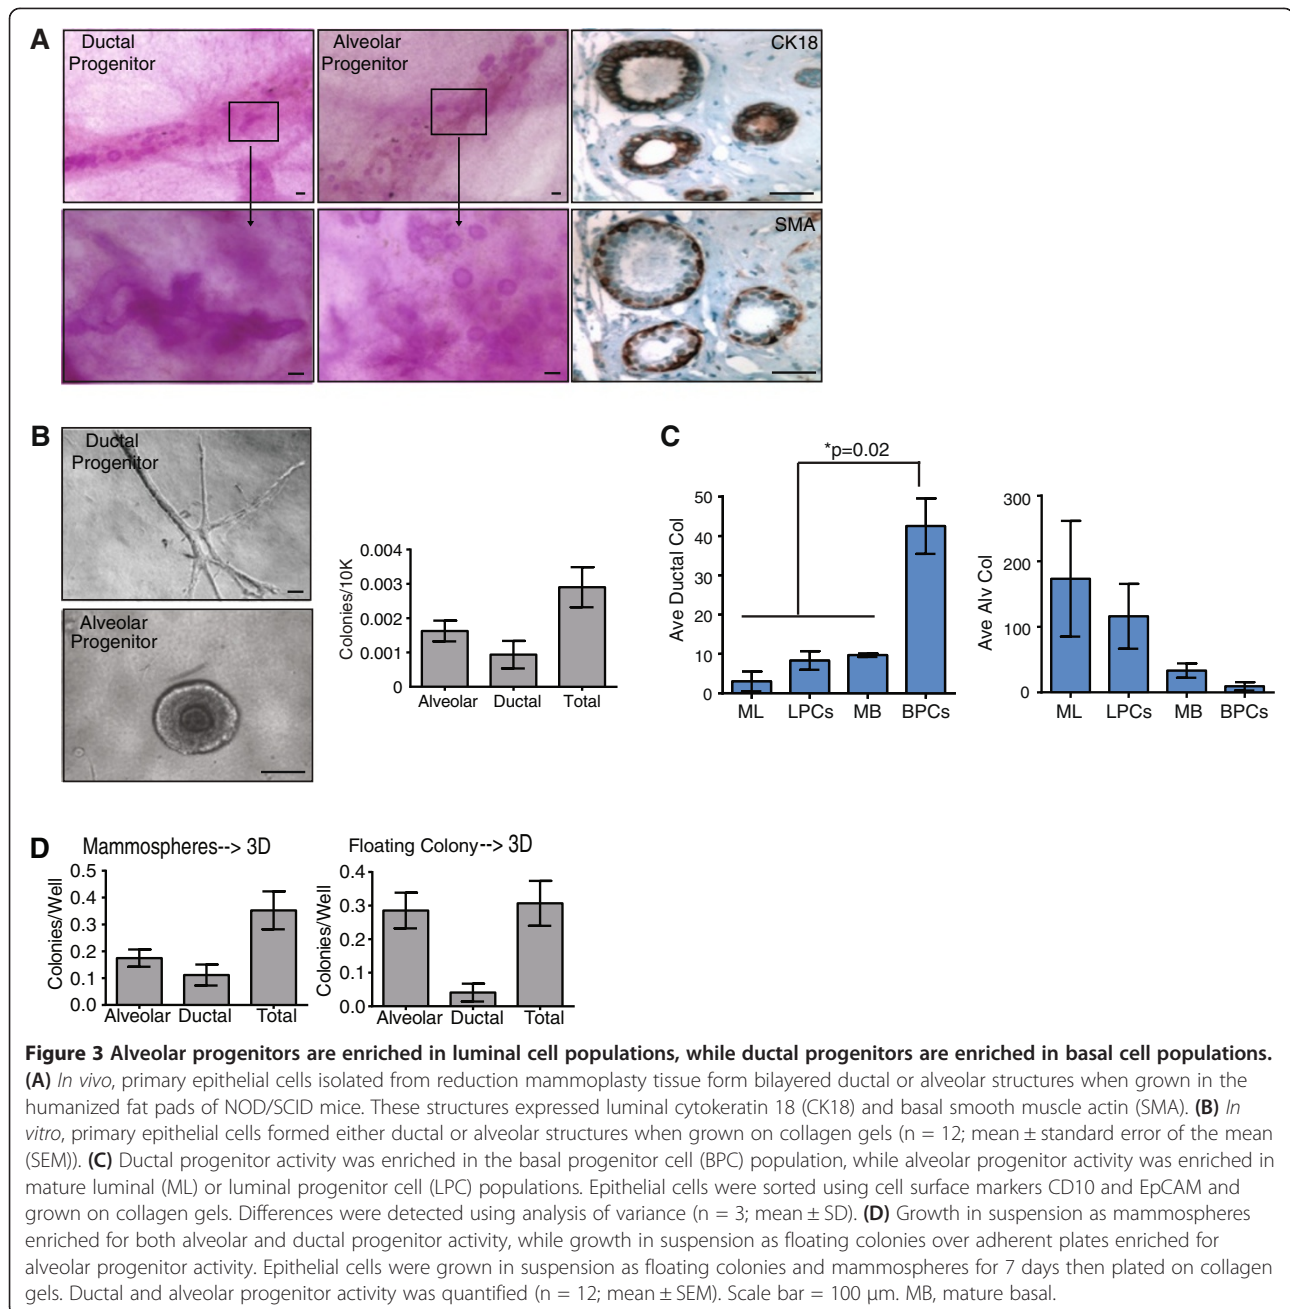 A
Ductal
Progenitor
Alveolar
Progenitor
CK18
SMA
B
Ductal
Progenitor
Alveolar
Progenitor
Colonies/10K
0.004
0.003
0.002
0.001
0
Alveolar Ductal Total
C
*p=0.02
Ave Ductal Col
50
40
30
20
10
0
ML LPCs MB BPCs
Ave Alv Col
300
200
100
0
ML LPCs MB BPCs
D
Mammospheres--> 3D
Colonies/Well
0.5
0.4
0.3
0.2
0.1
0.0
Alveolar Ductal Total
Floating Colony--> 3D
Colonies/Well
0.4
0.3
0.2
0.1
0.0
Alveolar Ductal Total
Figure 3 Alveolar progenitors are enriched in luminal cell populations, while ductal progenitors are enriched in basal cell populations.
(A) In vivo, primary epithelial cells isolated from reduction mammoplasty tissue form bilayered ductal or alveolar structures when grown in the
humanized fat pads of NOD/SCID mice. These structures expressed luminal cytokeratin 18 (CK18) and basal smooth muscle actin (SMA). (B) In
vitro, primary epithelial cells formed either ductal or alveolar structures when grown on collagen gels (n = 12; mean ± standard error of the mean
(SEM)). (C) Ductal progenitor activity was enriched in the basal progenitor cell (BPC) population, while alveolar progenitor activity was enriched in
mature luminal (ML) or luminal progenitor cell (LPC) populations. Epithelial cells were sorted using cell surface markers CD10 and EpCAM and
grown on collagen gels. Differences were detected using analysis of variance (n = 3; mean ± SD). (D) Growth in suspension as mammospheres
enriched for both alveolar and ductal progenitor activity, while growth in suspension as floating colonies over adherent plates enriched for
alveolar progenitor activity. Epithelial cells were grown in suspension as floating colonies and mammospheres for 7 days then plated on collagen
gels. Ductal and alveolar progenitor activity was quantified (n = 12; mean ± SEM). Scale bar = 100 μm. MB, mature basal.